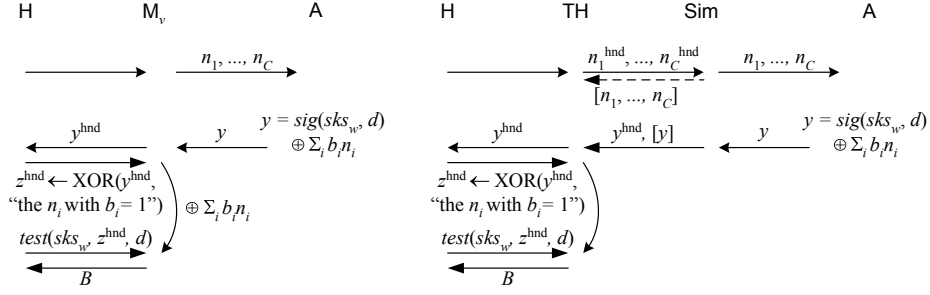 H M_v A
n_1, ..., n_C
y = sig(sks_w, d)
y^hnd y ⊕ Σ_i b_i n_i
z^hnd ← XOR(y^hnd,
“the n_i with b_i = 1”)
⊕ Σ_i b_i n_i
test(sks_w, z^hnd, d)
B
H TH Sim A
n_1^hnd, ..., n_C^hnd n_1, ..., n_C
[n_1, ..., n_C]
y = sig(sks_w, d)
y^hnd y^hnd, [y] y ⊕ Σ_i b_i n_i
z^hnd ← XOR(y^hnd,
“the n_i with b_i = 1”)
test(sks_w, z^hnd, d)
B